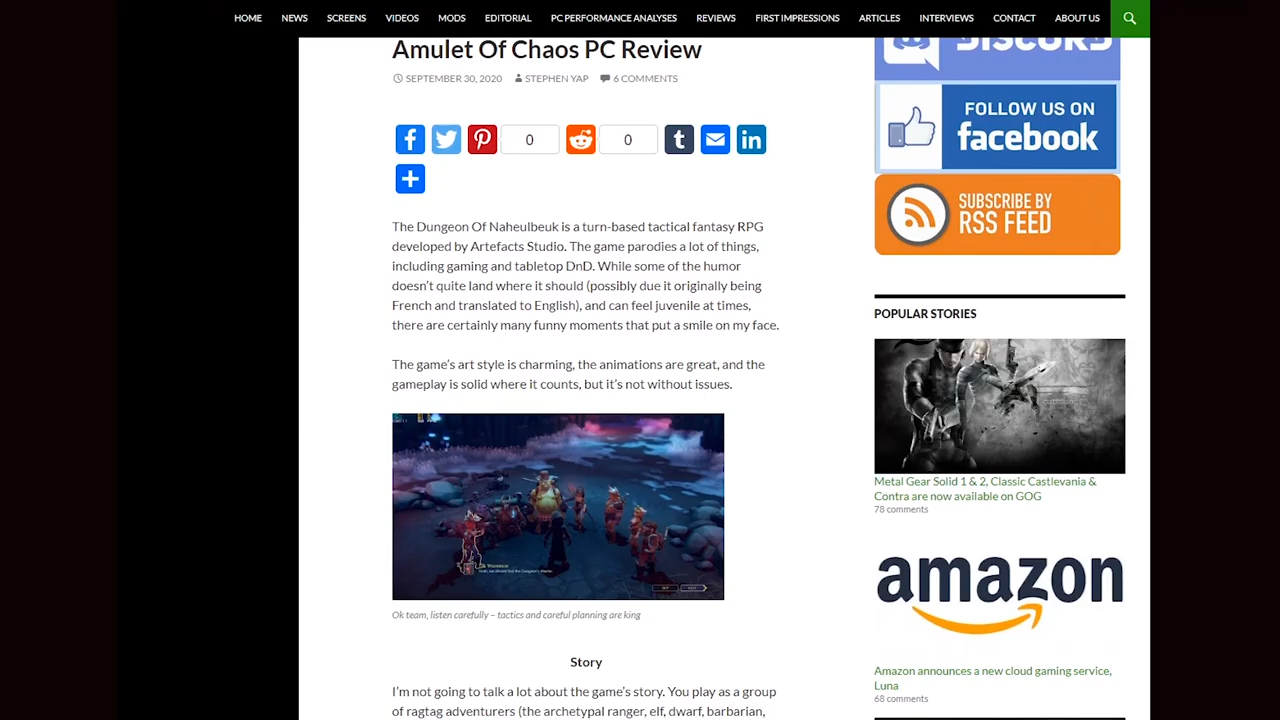 HOME NEWS SCREENS VIDEOS MODS EDITORIAL PC PERFORMANCE ANALYSES REVIEWS FIRST IMPRESSIONS ARTICLES INTERVIEWS CONTACT ABOUT US
Amulet Of Chaos PC Review
SEPTEMBER 30, 2020 STEPHEN YAP 6 COMMENTS
0 0
The Dungeon Of Naheulbeuk is a turn-based tactical fantasy RPG
developed by Artefacts Studio. The game parodies a lot of things,
including gaming and tabletop DnD. While some of the humor
doesn’t quite land where it should (possibly due it originally being
French and translated to English), and can feel juvenile at times,
there are certainly many funny moments that put a smile on my face.
The game’s art style is charming, the animations are great, and the
gameplay is solid where it counts, but it’s not without issues.
Ok team, listen carefully – tactics and careful planning are king
Story
I’m not going to talk a lot about the game’s story. You play as a group
of ragtag adventurers (the archetypal ranger, elf, dwarf, barbarian,
DISCORD
FOLLOW US ON
facebook
SUBSCRIBE BY
RSS FEED
POPULAR STORIES
Metal Gear Solid 1 & 2, Classic Castlevania &
Contra are now available on GOG
78 comments
amazon
Amazon announces a new cloud gaming service,
Luna
68 comments